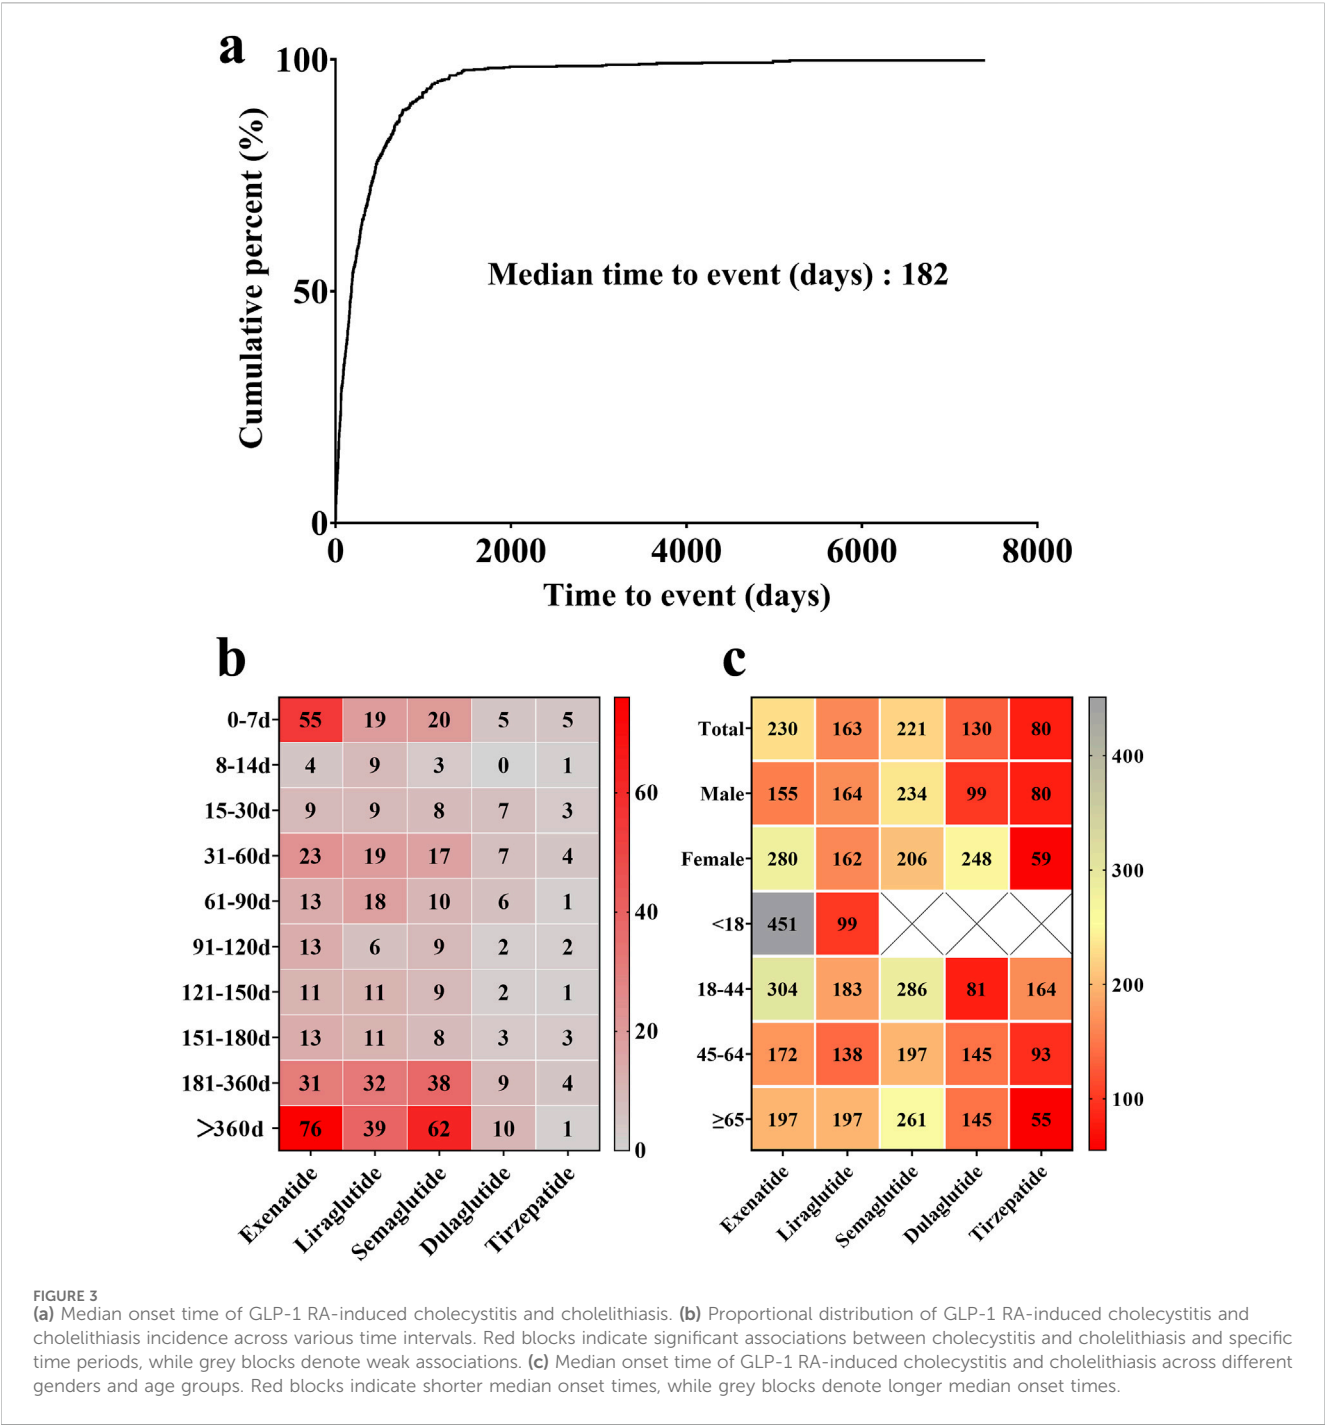 a
100
50
0
Cumulative percent (%)
Median time to event (days) : 182
0 2000 4000 6000 8000
Time to event (days)
b
0-7d 55 19 20 5 5
8-14d 4 9 3 0 1
15-30d 9 9 8 7 3
31-60d 23 19 17 7 4
61-90d 13 18 10 6 1
91-120d 13 6 9 2 2
121-150d 11 11 9 2 1
151-180d 13 11 8 3 3
181-360d 31 32 38 9 4
>360d 76 39 62 10 1
Exenatide Liraglutide Semaglutide Dulaglutide Tirzepatide
60
40
20
0
c
Total 230 163 221 130 80
Male 155 164 234 99 80
Female 280 162 206 248 59
<18 451 99
18-44 304 183 286 81 164
45-64 172 138 197 145 93
≥65 197 197 261 145 55
Exenatide Liraglutide Semaglutide Dulaglutide Tirzepatide
400
300
200
100
FIGURE 3
(a) Median onset time of GLP-1 RA-induced cholecystitis and cholelithiasis. (b) Proportional distribution of GLP-1 RA-induced cholecystitis and
cholelithiasis incidence across various time intervals. Red blocks indicate significant associations between cholecystitis and cholelithiasis and specific
time periods, while grey blocks denote weak associations. (c) Median onset time of GLP-1 RA-induced cholecystitis and cholelithiasis across different
genders and age groups. Red blocks indicate shorter median onset times, while grey blocks denote longer median onset times.